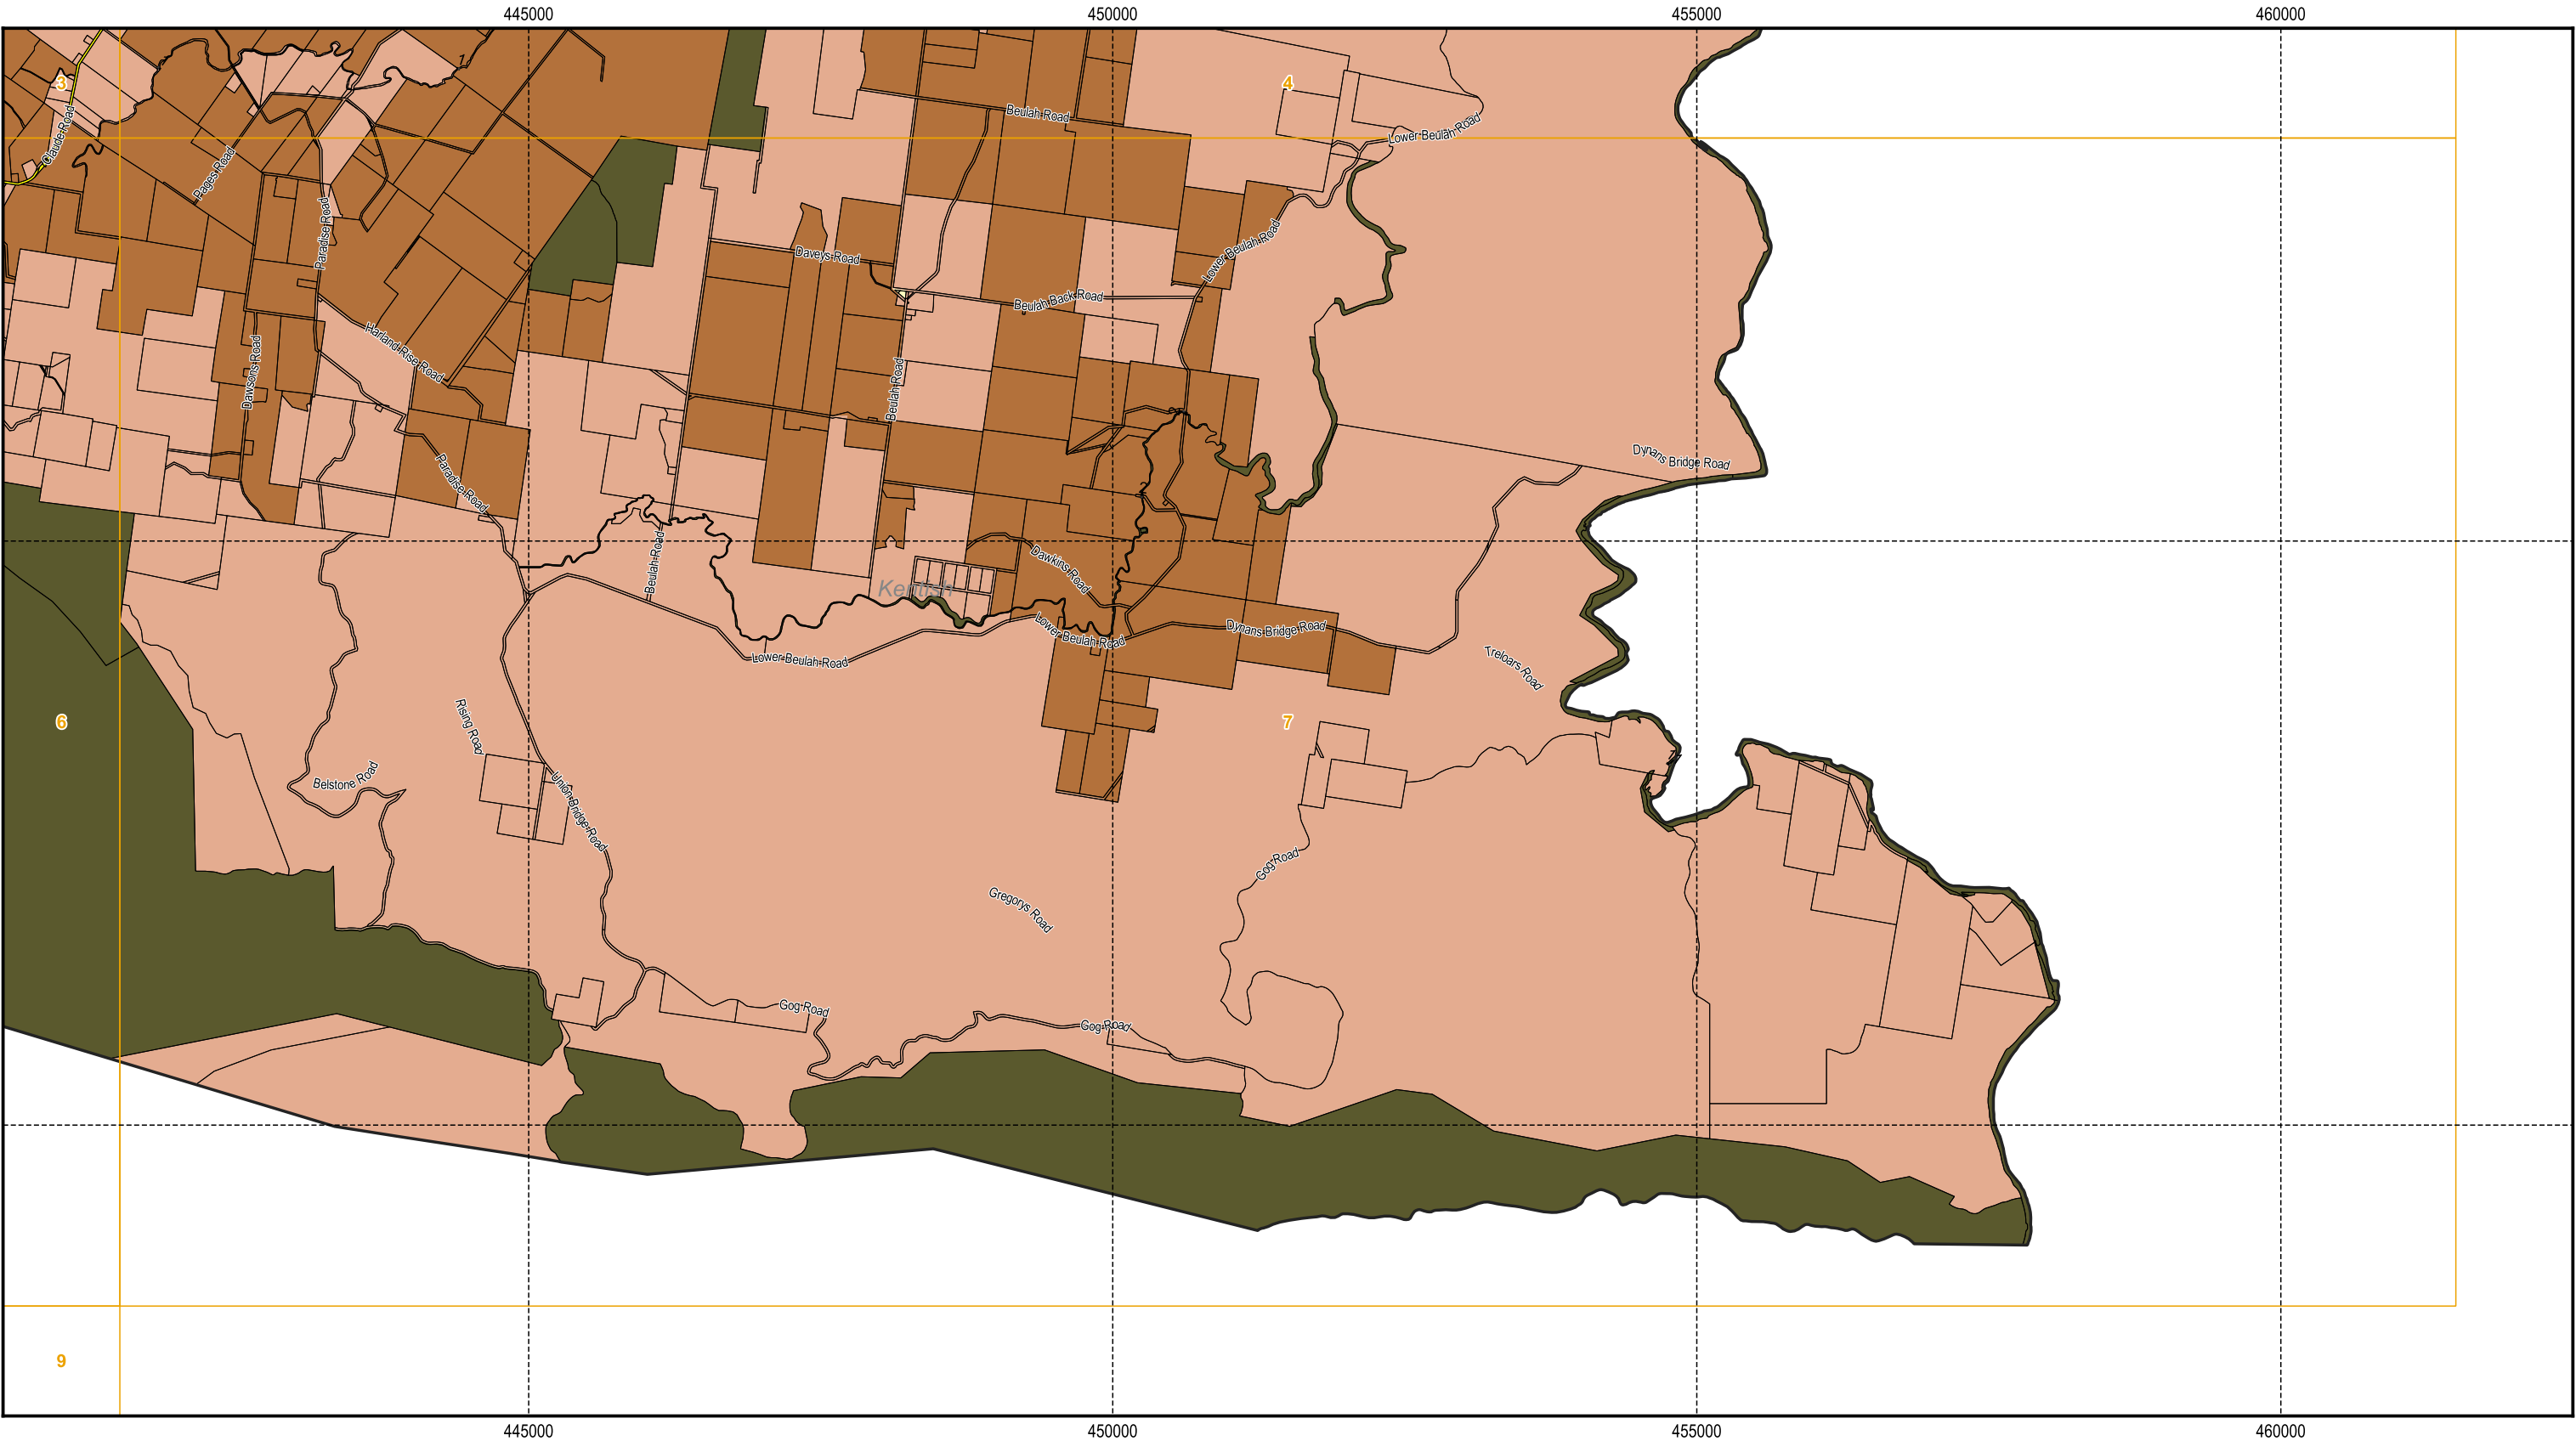 445000 450000 455000 460000
3
4
Claude Road
Beulah Road
Lower Beulah Road
Pages Road
Paradise Road
Daveys Road
Lower Beulah Road
Beulah Back Road
Harland Rise Road
Dawsons Road
Beulah Road
Dynans Bridge Road
Paradise Road
Beulah Road
Dawkins Road
Kentish
Lower Beulah Road
Dynans Bridge Road
Lower Beulah Road
Treloars Road
6
Rising Road
7
Belstone Road
Union Bridge Road
Gog Road
Gregorys Road
Gog Road
Gog Road
9
445000 450000 455000 460000